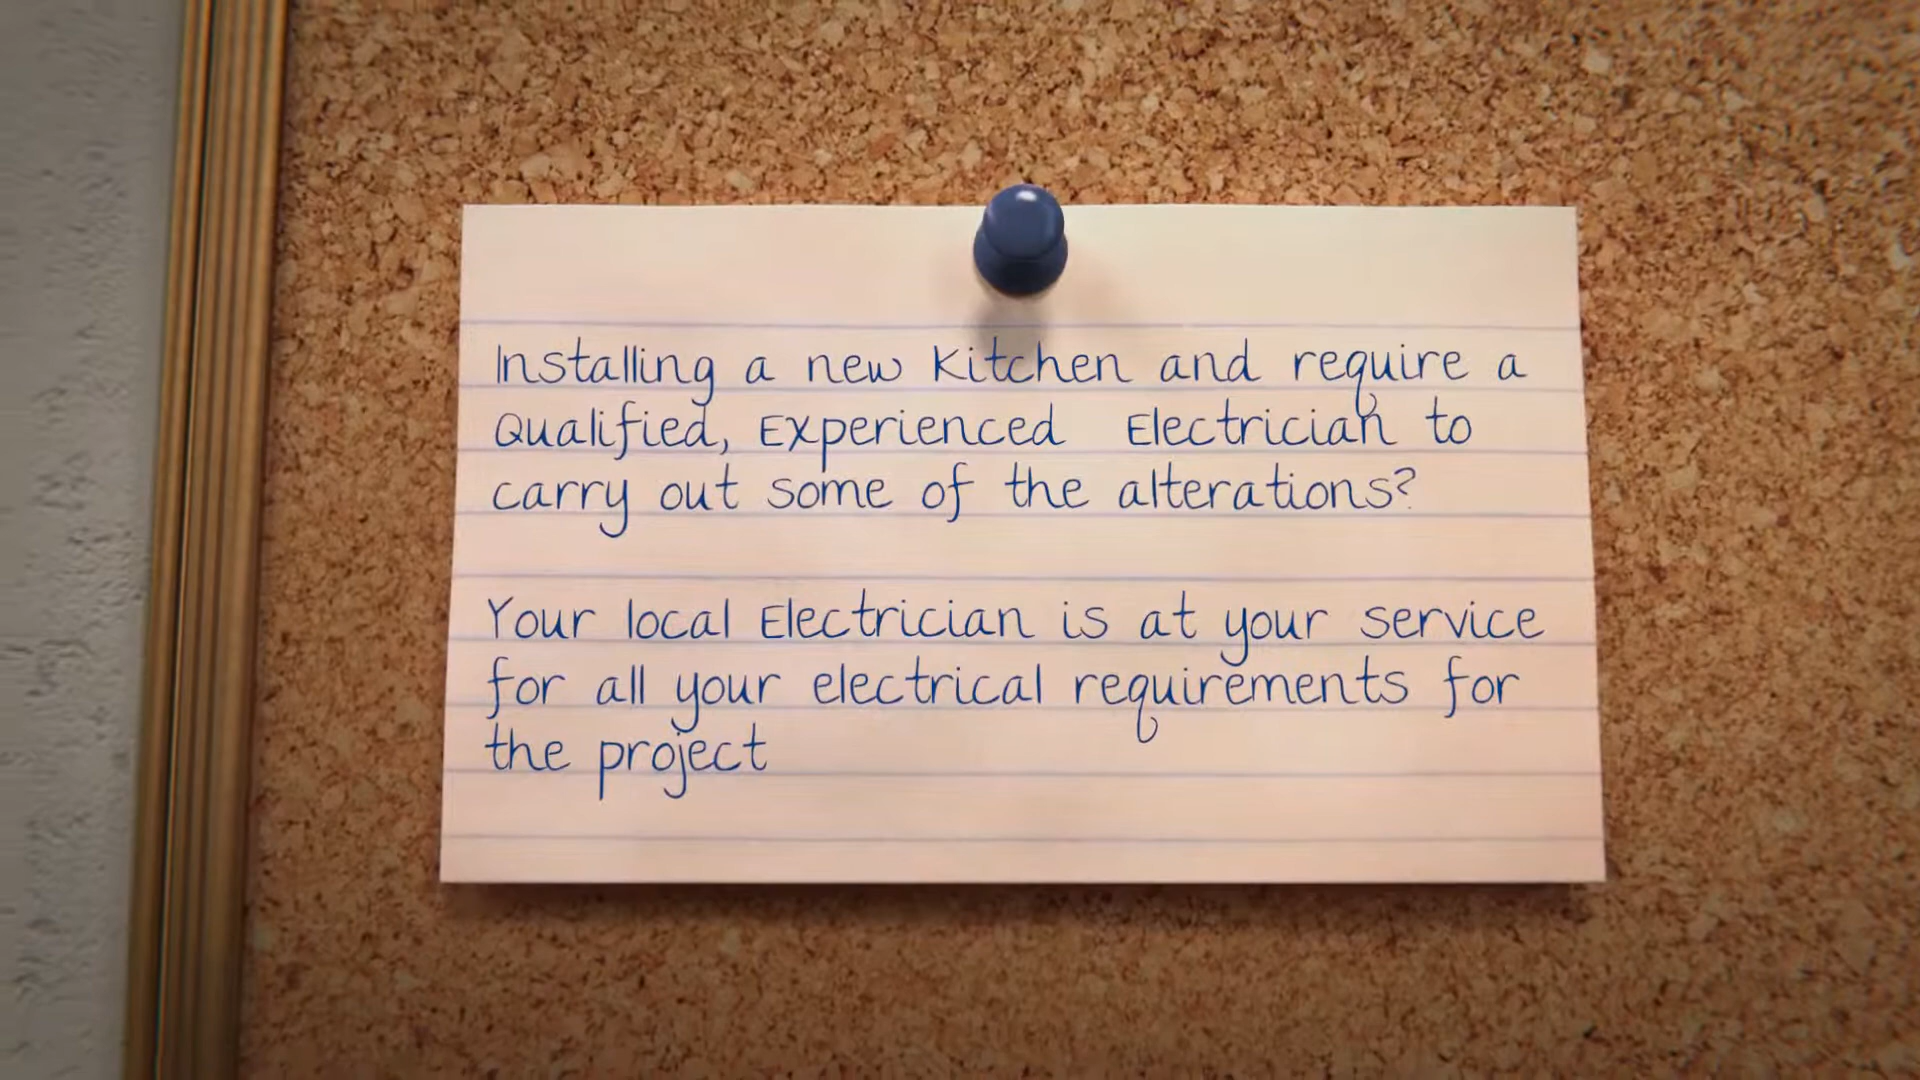 Installing a new Kitchen and require a
Qualified, Experienced Electrician to
carry out some of the alterations?
Your local Electrician is at your service
for all your electrical requirements for
the project